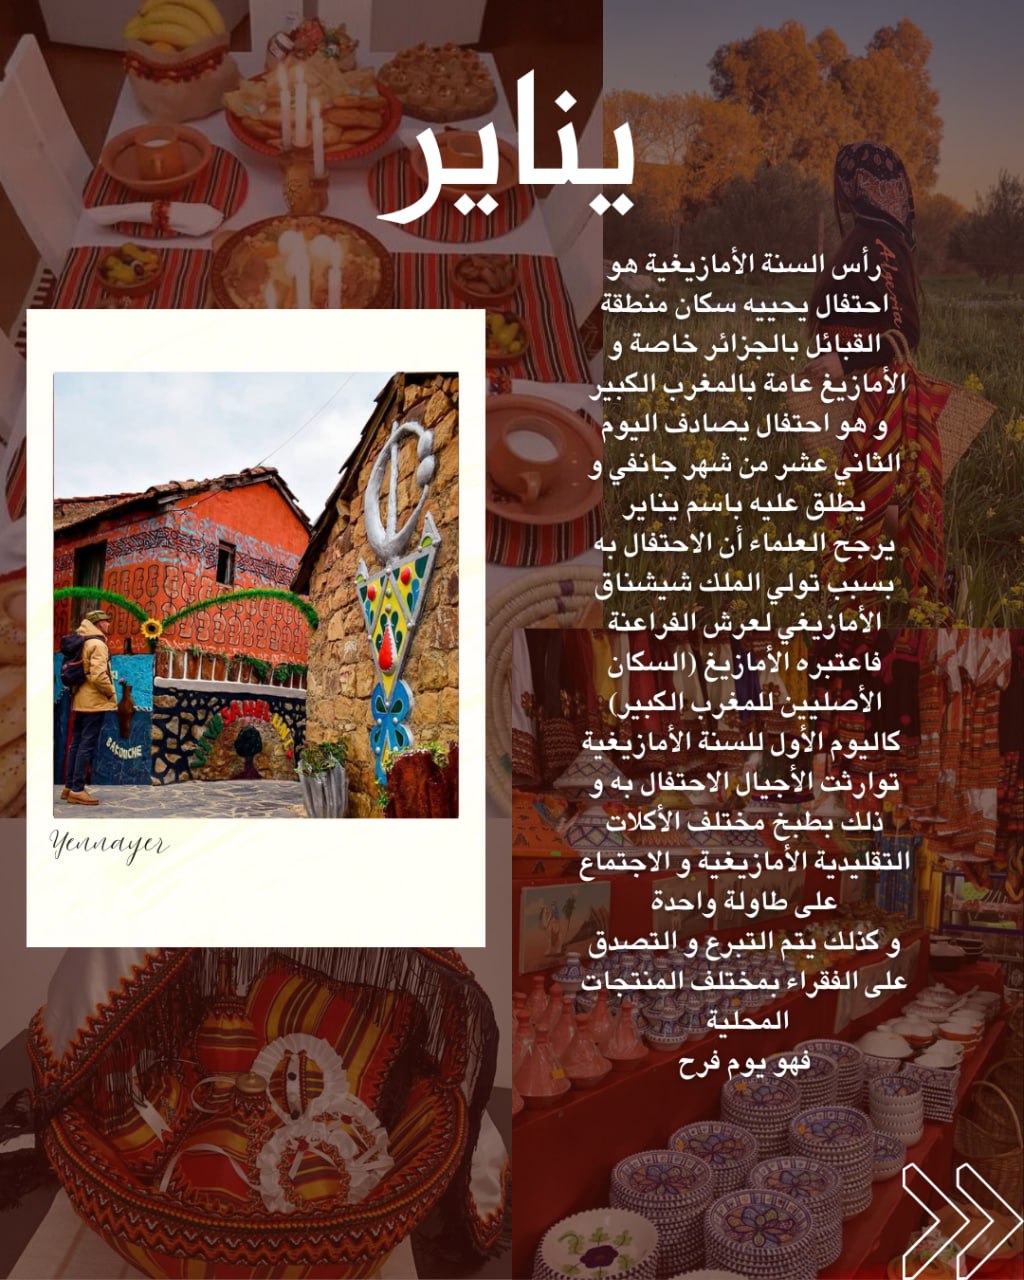 يناير
رأس السنة الأمازيغية هو
احتفال يحييه سكان منطقة
القبائل بالجزائر خاصة و
الأمازيغ عامة بالمغرب الكبير
و هو احتفال يصادف اليوم
الثاني عشر من شهر جانفي و
يطلق عليه باسم يناير
يرجح العلماء أن الاحتفال به
بسبب تولي الملك شيشناق
الأمازيغي لعرش الفراعنة
فاعتبره الأمازيغ (السكان
الأصليين للمغرب الكبير)
كاليوم الأول للسنة الأمازيغية
توارثت الأجيال الاحتفال به و
ذلك بطبخ مختلف الأكلات
التقليدية الأمازيغية و الاجتماع
على طاولة واحدة
و كذلك يتم التبرع و التصدق
على الفقراء بمختلف المنتجات
المحلية
فهو يوم فرح
Yennayer